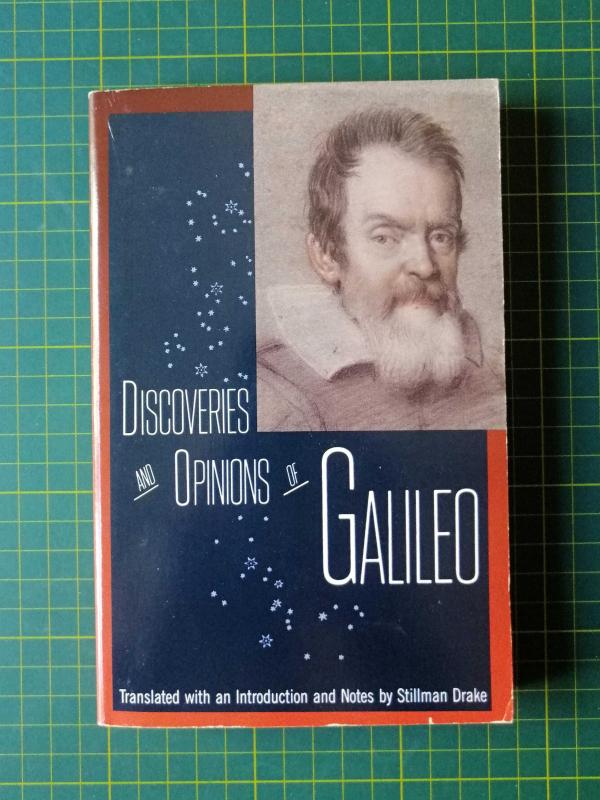 DISCOVERIES
AND OPINIONS OF
GALILEO
Translated with an Introduction and Notes by Stillman Drake